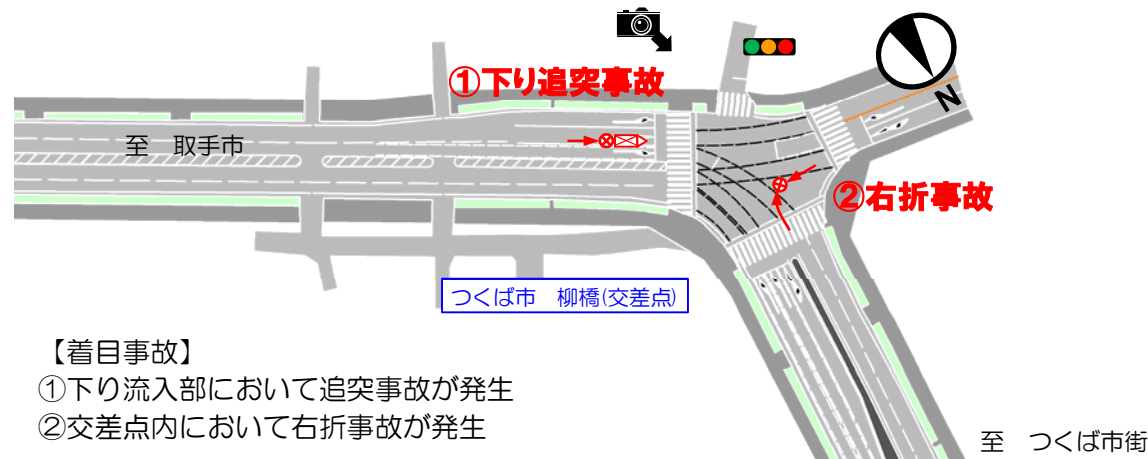 ①下り追突事故
N
至　取手市
②右折事故
つくば市　柳橋(交差点)
【着目事故】
①下り流入部において追突事故が発生
②交差点内において右折事故が発生
至　つくば市街